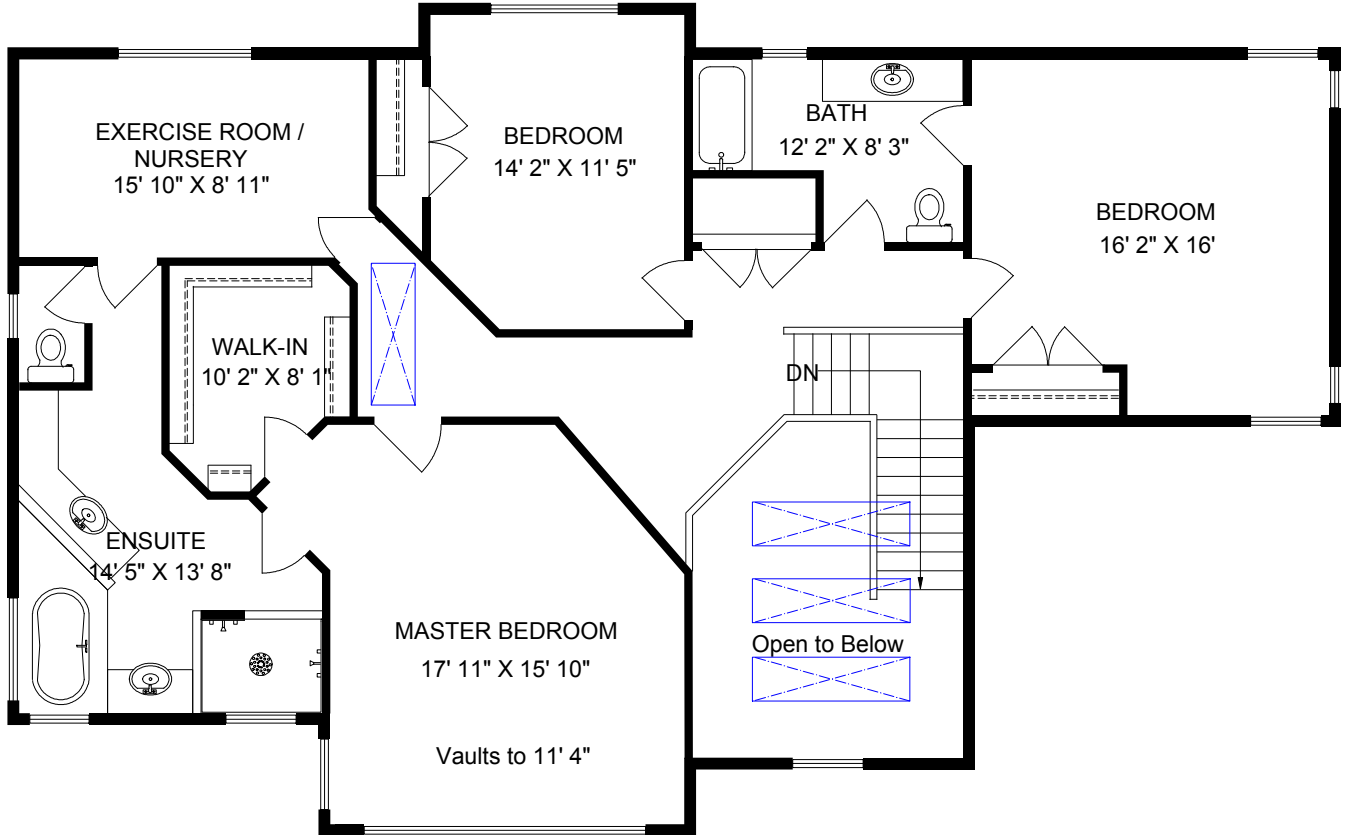 EXERCISE ROOM /
NURSERY
15' 10" X 8' 11"
BEDROOM
14' 2" X 11' 5"
BATH
12' 2" X 8' 3"
BEDROOM
16' 2" X 16'
WALK-IN
10' 2" X 8' 1"
DN
ENSUITE
14' 5" X 13' 8"
MASTER BEDROOM
17' 11" X 15' 10"
Vaults to 11' 4"
Open to Below